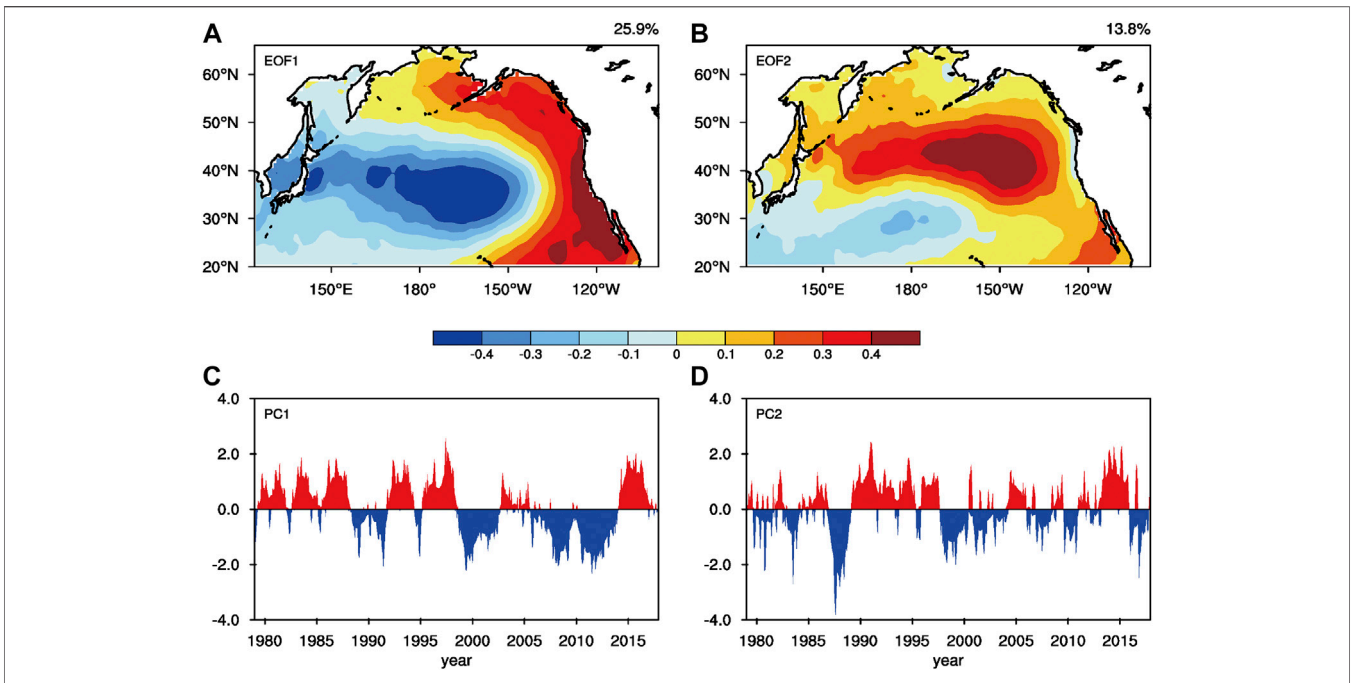 A
25.9%
EOF1
60°N
50°N
40°N
30°N
20°N
150°E 180° 150°W 120°W
B
13.8%
EOF2
60°N
50°N
40°N
30°N
20°N
150°E 180° 150°W 120°W
-0.4 -0.3 -0.2 -0.1 0 0.1 0.2 0.3 0.4
C
PC1
4.0
2.0
0.0
-2.0
-4.0
1980 1985 1990 1995 2000 2005 2010 2015
year
D
PC2
4.0
2.0
0.0
-2.0
-4.0
1980 1985 1990 1995 2000 2005 2010 2015
year